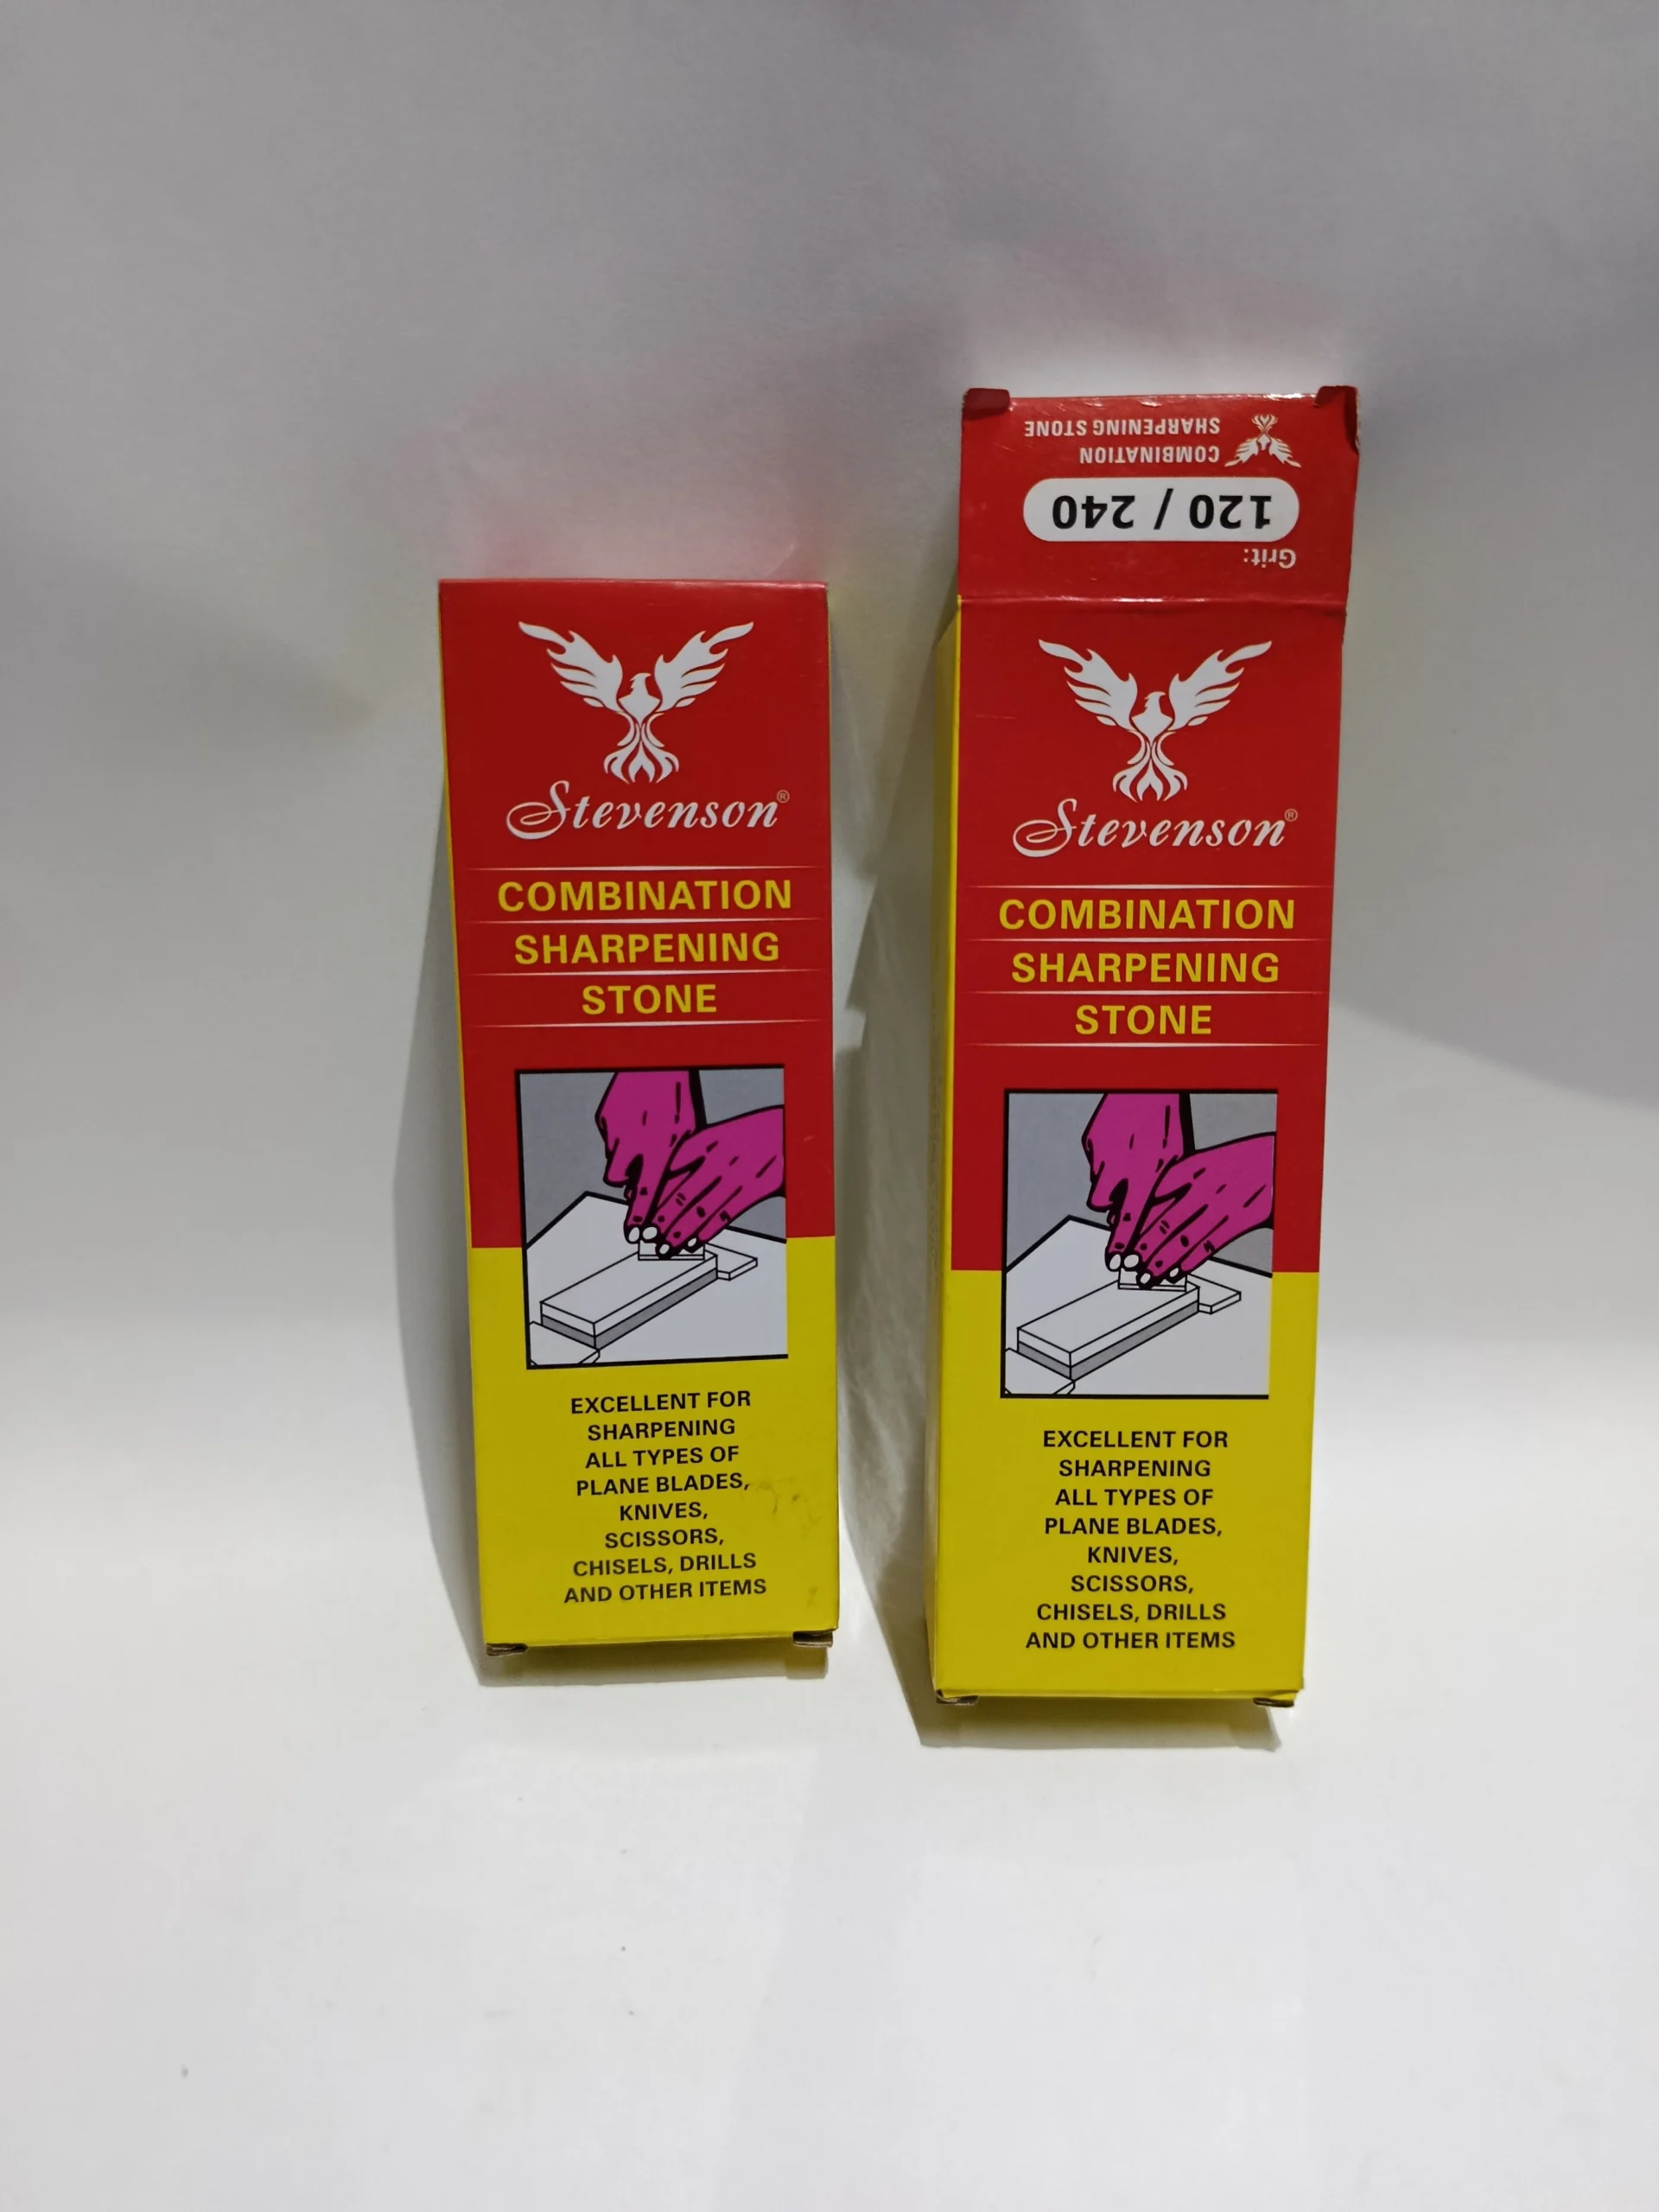 Stevenson®
COMBINATION
SHARPENING
STONE
EXCELLENT FOR
SHARPENING
ALL TYPES OF
PLANE BLADES,
KNIVES,
SCISSORS,
CHISELS, DRILLS
AND OTHER ITEMS
Grit:
120 / 240
COMBINATION
SHARPENING STONE
Stevenson®
COMBINATION
SHARPENING
STONE
EXCELLENT FOR
SHARPENING
ALL TYPES OF
PLANE BLADES,
KNIVES,
SCISSORS,
CHISELS, DRILLS
AND OTHER ITEMS